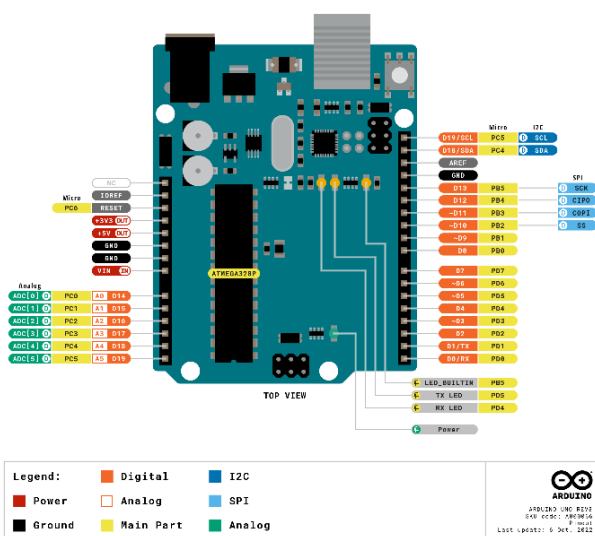 Micro I2C
D19/SCL PC5 D SCL
D18/SDA PC4 D SDA
AREF
GND
SPI
D13 PB5 D SCK
D12 PB4 D CIPO
~D11 PB3 D COPI
~D10 PB2 D SS
~D9 PB1
D8 PB0
D7 PD7
~D6 PD6
~D5 PD5
D4 PD4
~D3 PD3
D2 PD2
D1/TX PD1
D0/RX PD0
NC
IOREF
Micro
PC6 RESET
+3V3 OUT
+5V OUT
GND
GND
VIN IN
ATMEGA328P
Analog
ADC[0] D PC0 A0 D14
ADC[1] D PC1 A1 D15
ADC[2] D PC2 A2 D16
ADC[3] D PC3 A3 D17
ADC[4] D PC4 A4 D18
ADC[5] D PC5 A5 D19
TOP VIEW
LED_BUILTIN PB5
TX LED PD5
RX LED PD4
Power
Legend:
Power
Ground
Digital
Analog
Main Part
I2C
SPI
Analog
ARDUINO
ARDUINO UNO REV3
SKU code: A000066
Pinout
Last update: 6 Oct, 2022